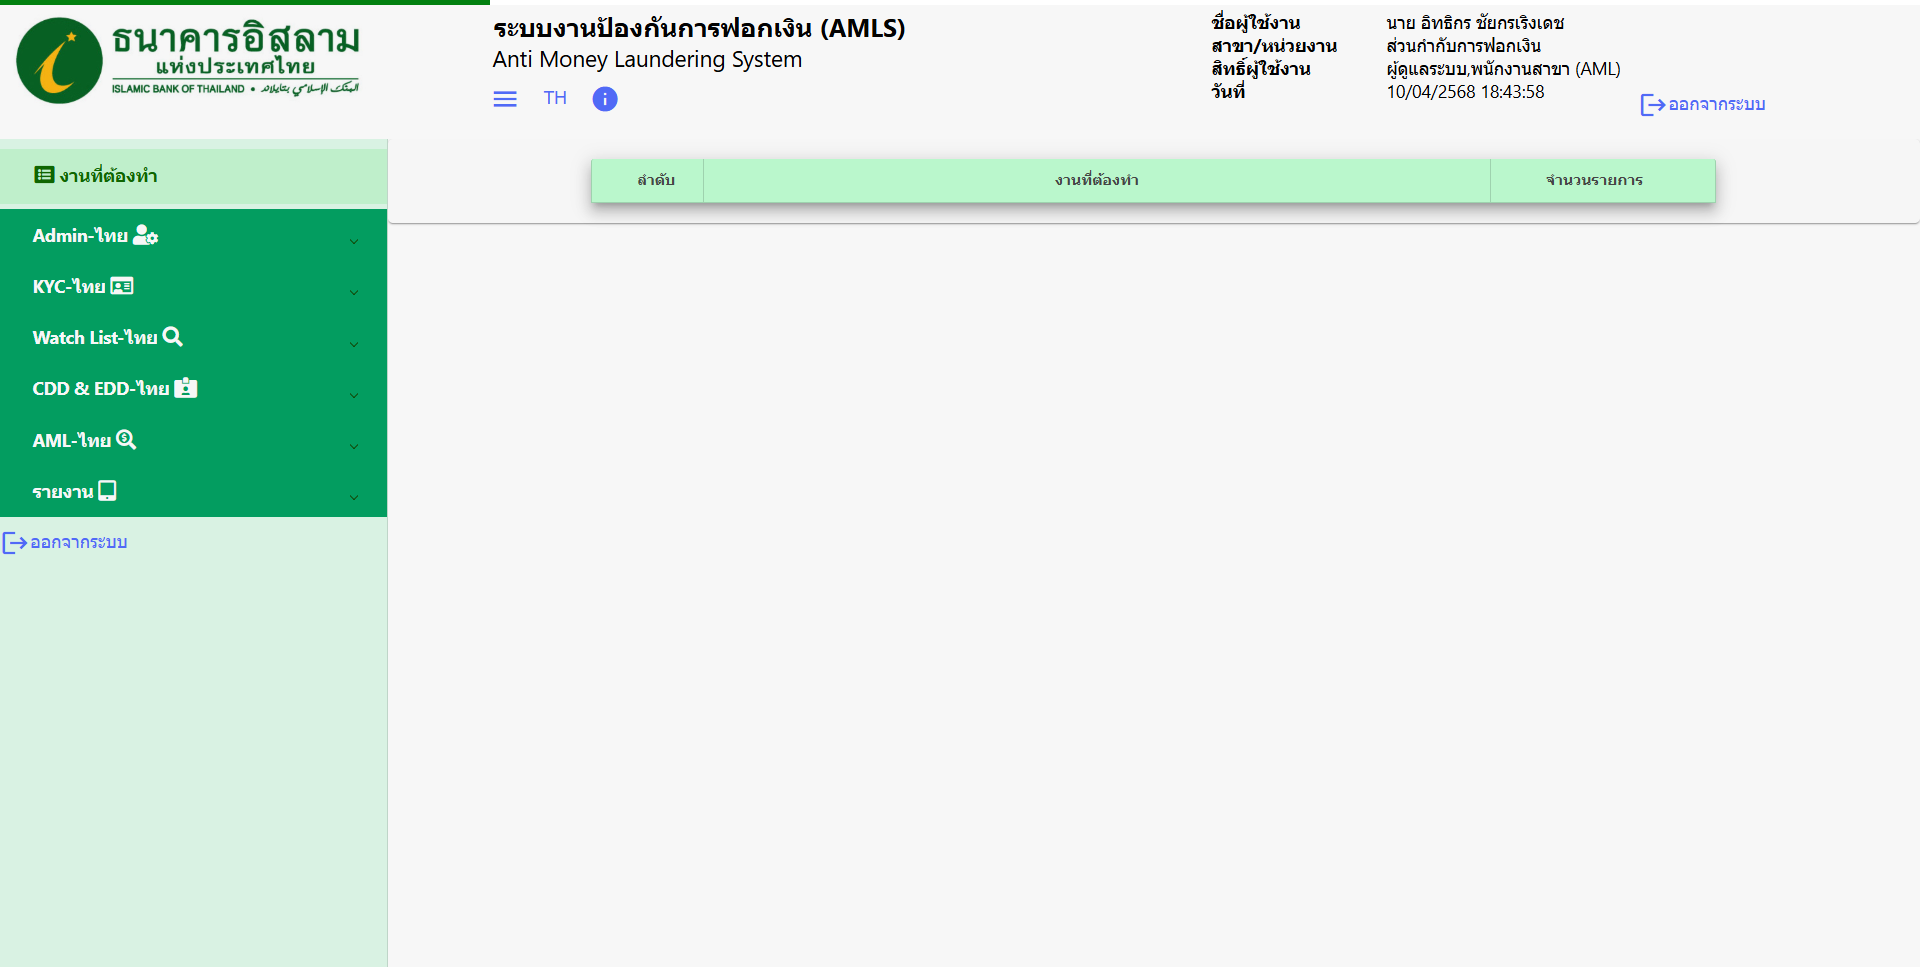 ธนาคารอิสลาม
แห่งประเทศไทย
ISLAMIC BANK OF THAILAND • البنك الإسلامي بتايلاند
ระบบงานป้องกันการฟอกเงิน (AMLS)
Anti Money Laundering System
TH
ชื่อผู้ใช้งาน นาย อิทธิกร ชัยกรเริงเดช
สาขา/หน่วยงาน ส่วนกำกับการฟอกเงิน
สิทธิ์ผู้ใช้งาน ผู้ดูแลระบบ,พนักงานสาขา (AML)
วันที่ 10/04/2568 18:43:58
ออกจากระบบ
งานที่ต้องทำ
Admin-ไทย
KYC-ไทย
Watch List-ไทย
CDD & EDD-ไทย
AML-ไทย
รายงาน
ออกจากระบบ
ลำดับ งานที่ต้องทำ จำนวนรายการ